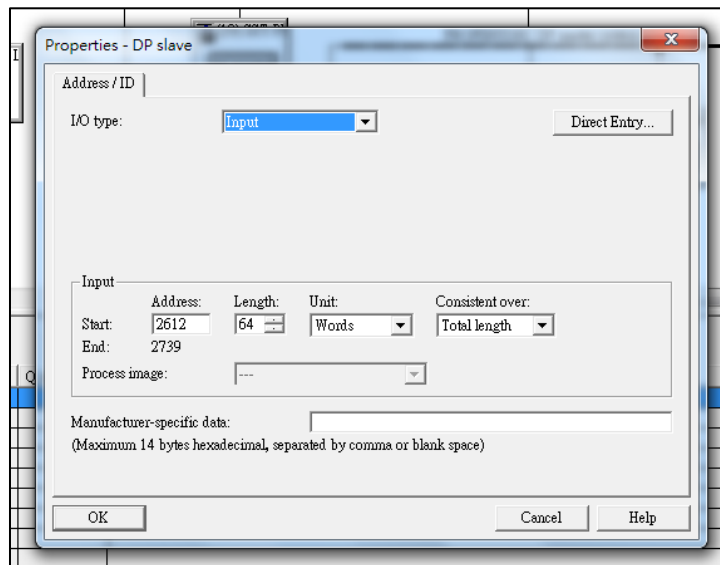 Properties - DP slave
Address / ID
I/O type: Input Direct Entry...
Input
Address: Length: Unit: Consistent over:
Start: 2612 64 Words Total length
End: 2739
Process image: ---
Manufacturer-specific data:
(Maximum 14 bytes hexadecimal, separated by comma or blank space)
OK Cancel Help